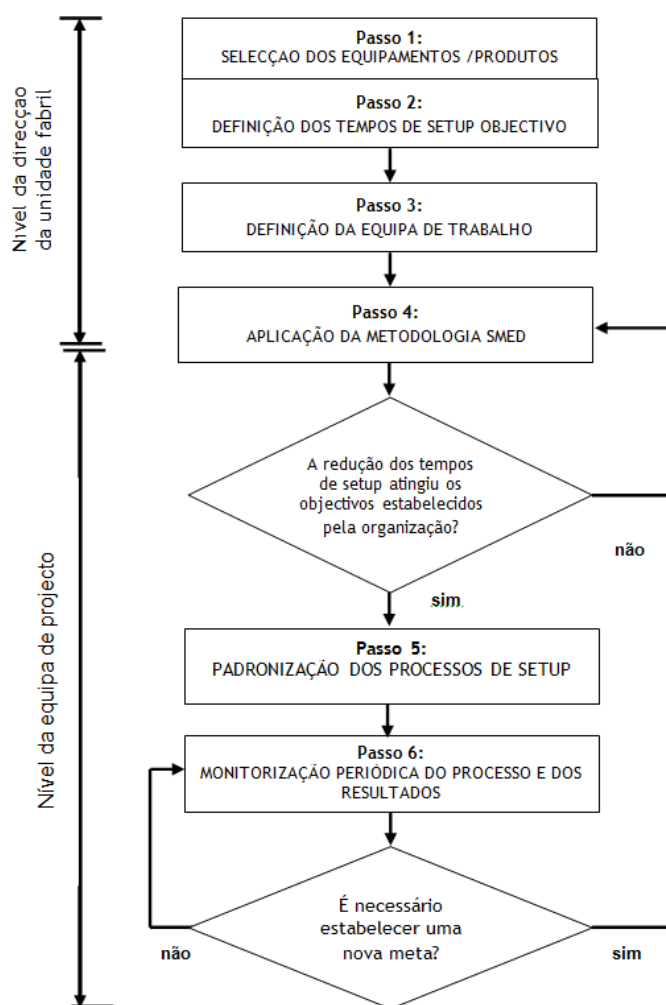 Passo 1:
SELECÇAO DOS EQUIPAMENTOS /PRODUTOS
Passo 2:
DEFINIÇÃO DOS TEMPOS DE SETUP OBJECTIVO
Nível da direcçao
da unidade fabril
Passo 3:
DEFINIÇÃO DA EQUIPA DE TRABALHO
Passo 4:
APLICAÇÃO DA METODOLOGIA SMED
A redução dos tempos
de setup atingiu os
objectivos estabelecidos
pela organização?
não
sim
Nível da equipa de projecto
Passo 5:
PADRONIZAÇÃO DOS PROCESSOS DE SETUP
Passo 6:
MONITORIZAÇÃO PERIÓDICA DO PROCESSO E DOS
RESULTADOS
É necessário
estabelecer uma
nova meta?
não
sim